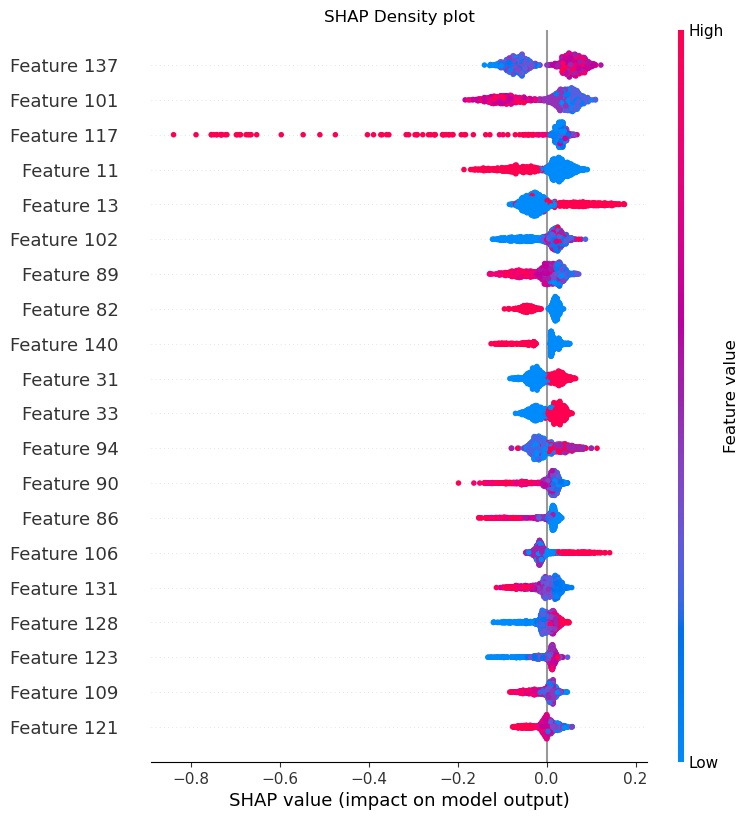 SHAP Density plot
High
Feature 137
Feature 101
Feature 117
Feature 11
Feature 13
Feature 102
Feature 89
Feature 82
Feature 140
Feature 31
Feature 33
Feature 94
Feature 90
Feature 86
Feature 106
Feature 131
Feature 128
Feature 123
Feature 109
Feature 121
Feature value
Low
−0.8 −0.6 −0.4 −0.2 0.0 0.2
SHAP value (impact on model output)